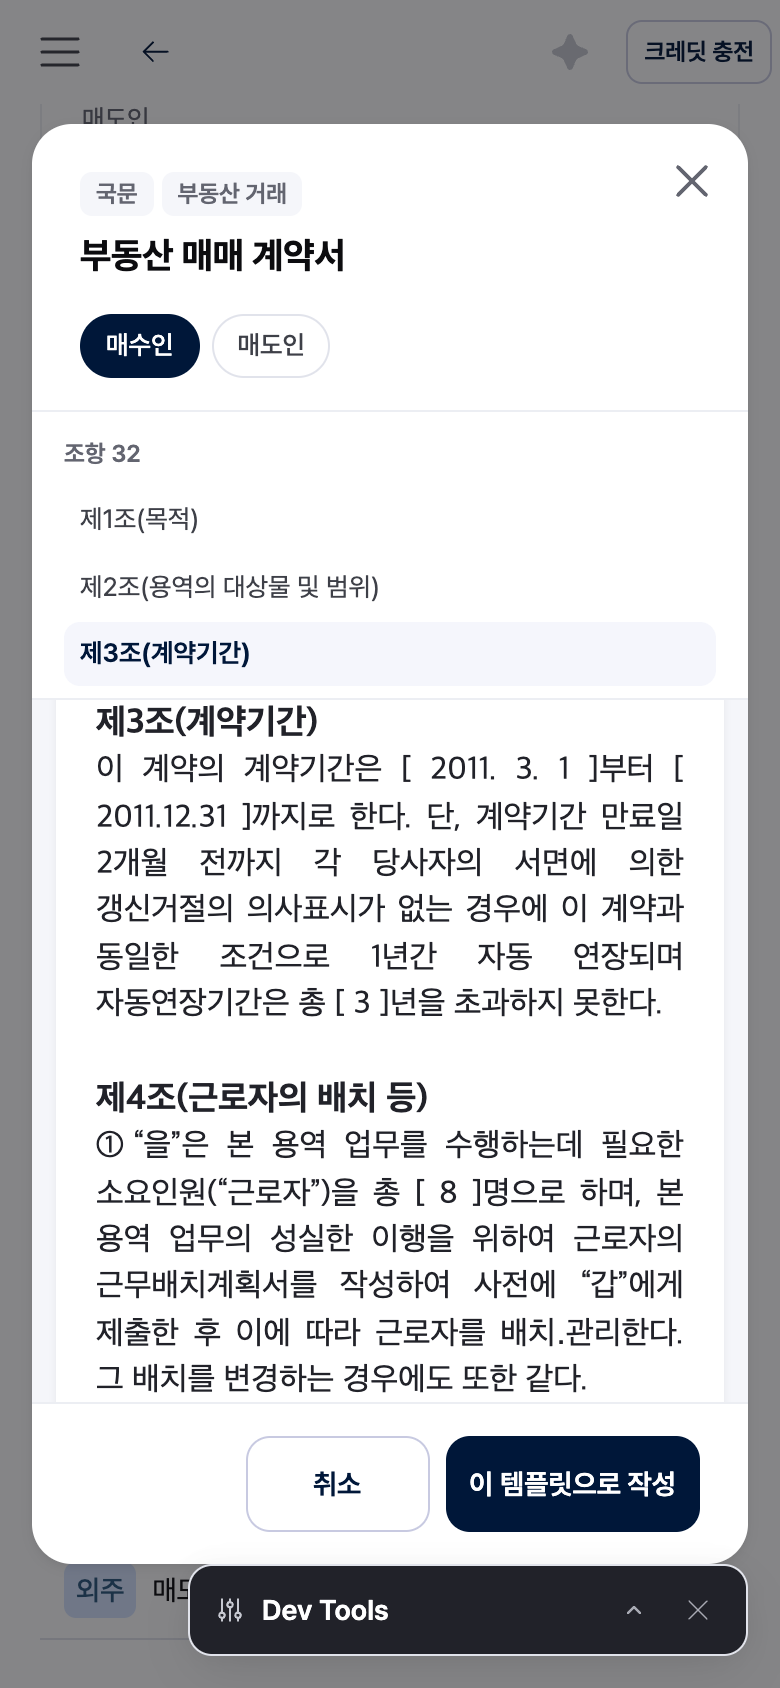 크레딧 충전
매도인
국문 부동산 거래
부동산 매매 계약서
매수인 매도인
조항 32
제1조(목적)
제2조(용역의 대상물 및 범위)
제3조(계약기간)
제3조(계약기간)
이 계약의 계약기간은 [ 2011. 3. 1 ]부터 [
2011.12.31 ]까지로 한다. 단, 계약기간 만료일
2개월 전까지 각 당사자의 서면에 의한
갱신거절의 의사표시가 없는 경우에 이 계약과
동일한 조건으로 1년간 자동 연장되며
자동연장기간은 총 [ 3 ]년을 초과하지 못한다.
제4조(근로자의 배치 등)
① “을”은 본 용역 업무를 수행하는데 필요한
소요인원(“근로자”)을 총 [ 8 ]명으로 하며, 본
용역 업무의 성실한 이행을 위하여 근로자의
근무배치계획서를 작성하여 사전에 “갑”에게
제출한 후 이에 따라 근로자를 배치.관리한다.
그 배치를 변경하는 경우에도 또한 같다.
취소 이 템플릿으로 작성
외주
Dev Tools